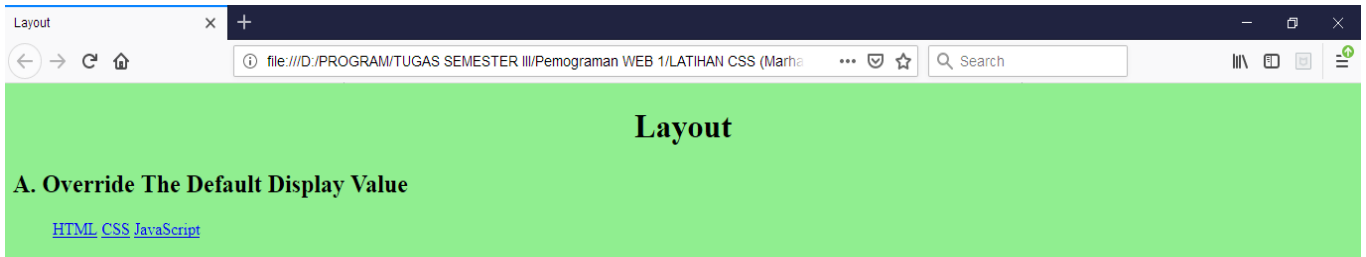 Layout
file:///D:/PROGRAM/TUGAS SEMESTER III/Pemograman WEB 1/LATIHAN CSS (Marha
Search
Layout
A. Override The Default Display Value
HTML CSS JavaScript